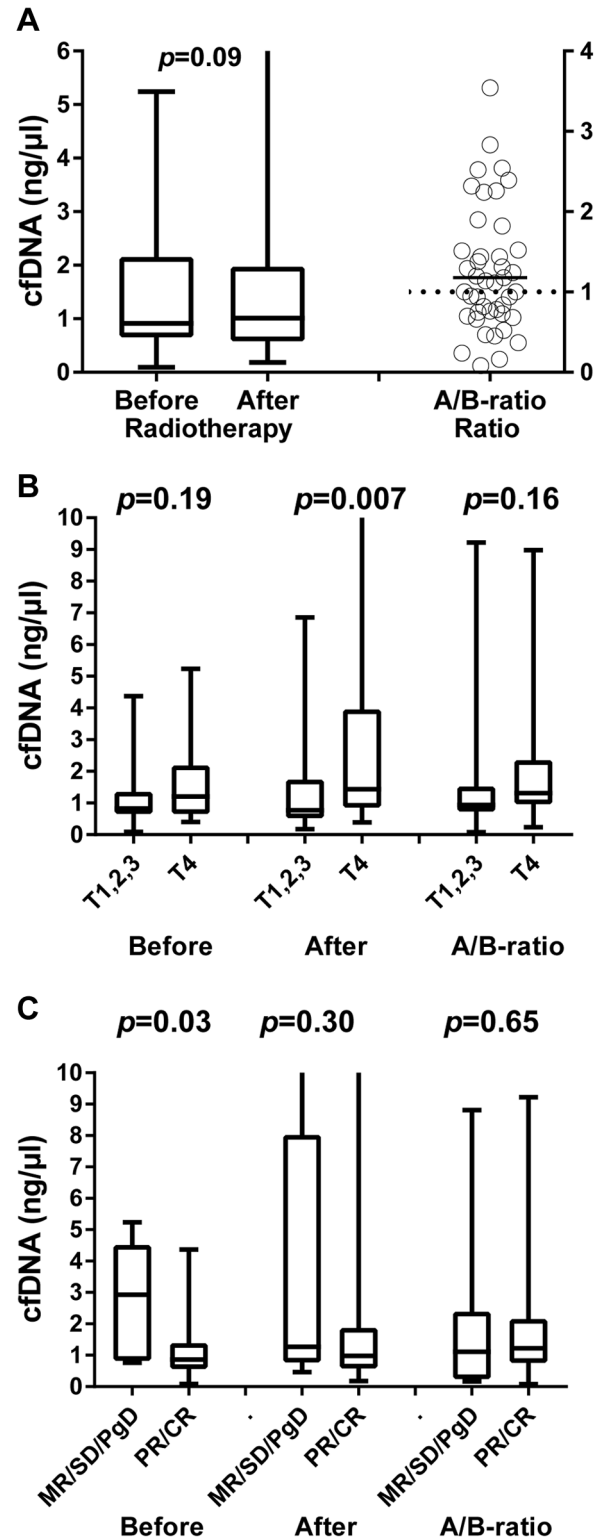 A
p=0.09
cfDNA (ng/µl)
6
5
4
3
2
1
0
4
3
2
1
0
Before After A/B-ratio
Radiotherapy Ratio
B
p=0.19 p=0.007 p=0.16
cfDNA (ng/µl)
10
9
8
7
6
5
4
3
2
1
0
T1,2,3 T4 T1,2,3 T4 T1,2,3 T4
Before After A/B-ratio
C
p=0.03 p=0.30 p=0.65
cfDNA (ng/µl)
10
9
8
7
6
5
4
3
2
1
0
MR/SD/PgD PR/CR . MR/SD/PgD PR/CR . MR/SD/PgD PR/CR
Before After A/B-ratio